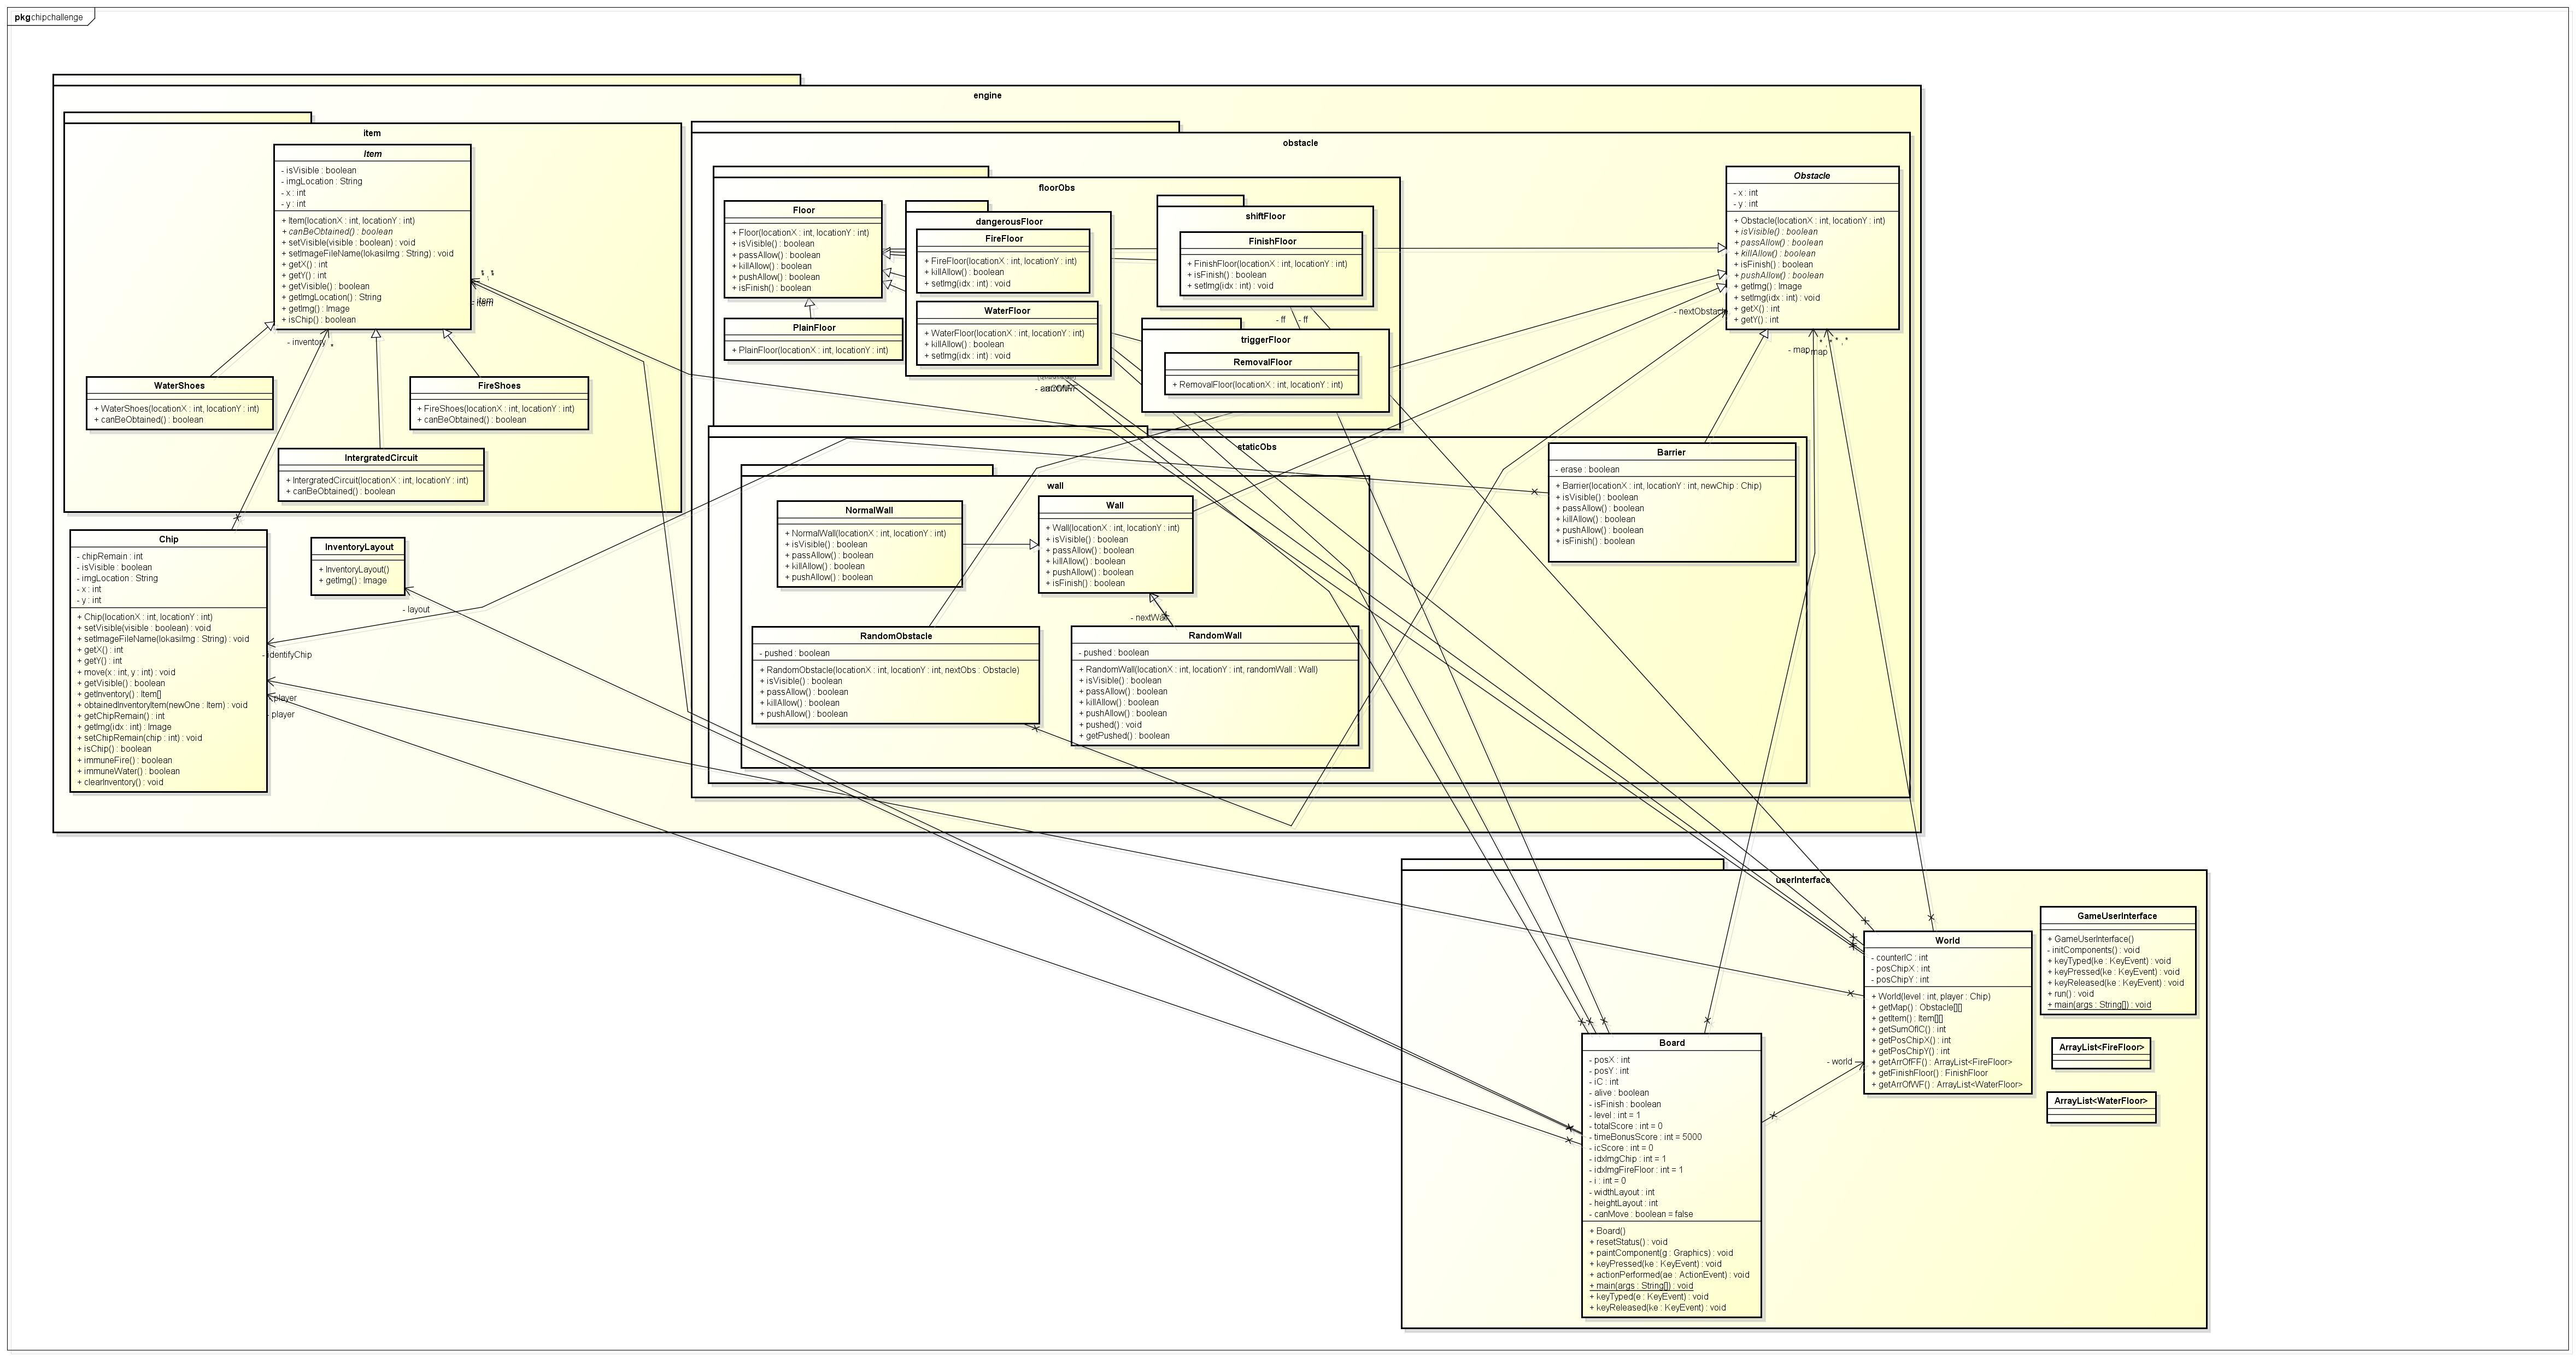 pkg chipchallenge
engine
item
Item
- isVisible : boolean
- imgLocation : String
- x : int
- y : int
+ Item(locationX : int, locationY : int)
+ canBeObtained() : boolean
+ setVisible(visible : boolean) : void
+ setImageFileName(lokasiImg : String) : void
+ getX() : int
+ getY() : int
+ getVisible() : boolean
+ getImgLocation() : String
+ getImg() : Image
+ isChip() : boolean
- item
- item
- inventory
*
WaterShoes
+ WaterShoes(locationX : int, locationY : int)
+ canBeObtained() : boolean
FireShoes
+ FireShoes(locationX : int, locationY : int)
+ canBeObtained() : boolean
IntergratedCircuit
+ IntergratedCircuit(locationX : int, locationY : int)
+ canBeObtained() : boolean
Chip
- chipRemain : int
- isVisible : boolean
- imgLocation : String
- x : int
- y : int
+ Chip(locationX : int, locationY : int)
+ setVisible(visible : boolean) : void
+ setImageFileName(lokasiImg : String) : void
+ getX() : int
+ getY() : int
+ move(x : int, y : int) : void
+ getVisible() : boolean
+ getInventory() : Item[]
+ obtainedInventoryItem(newOne : Item) : void
+ getChipRemain() : int
+ getImg(idx : int) : Image
+ setChipRemain(chip : int) : void
+ isChip() : boolean
+ immuneFire() : boolean
+ immuneWater() : boolean
+ clearInventory() : void
- identifyChip
- player
- player
InventoryLayout
+ InventoryLayout()
+ getImg() : Image
- layout
obstacle
floorObs
Floor
+ Floor(locationX : int, locationY : int)
+ isVisible() : boolean
+ passAllow() : boolean
+ killAllow() : boolean
+ pushAllow() : boolean
+ isFinish() : boolean
PlainFloor
+ PlainFloor(locationX : int, locationY : int)
dangerousFloor
FireFloor
+ FireFloor(locationX : int, locationY : int)
+ killAllow() : boolean
+ setImg(idx : int) : void
WaterFloor
+ WaterFloor(locationX : int, locationY : int)
+ killAllow() : boolean
+ setImg(idx : int) : void
shiftFloor
FinishFloor
+ FinishFloor(locationX : int, locationY : int)
+ isFinish() : boolean
+ setImg(idx : int) : void
- ff
- ff
triggerFloor
RemovalFloor
+ RemovalFloor(locationX : int, locationY : int)
Obstacle
- x : int
- y : int
+ Obstacle(locationX : int, locationY : int)
+ isVisible() : boolean
+ passAllow() : boolean
+ killAllow() : boolean
+ isFinish() : boolean
+ pushAllow() : boolean
+ getImg() : Image
+ setImg(idx : int) : void
+ getX() : int
+ getY() : int
- nextObstacle
- map
- map
staticObs
Barrier
- erase : boolean
+ Barrier(locationX : int, locationY : int, newChip : Chip)
+ isVisible() : boolean
+ passAllow() : boolean
+ killAllow() : boolean
+ pushAllow() : boolean
+ isFinish() : boolean
wall
NormalWall
+ NormalWall(locationX : int, locationY : int)
+ isVisible() : boolean
+ passAllow() : boolean
+ killAllow() : boolean
+ pushAllow() : boolean
Wall
+ Wall(locationX : int, locationY : int)
+ isVisible() : boolean
+ passAllow() : boolean
+ killAllow() : boolean
+ pushAllow() : boolean
+ isFinish() : boolean
- nextWall
RandomObstacle
- pushed : boolean
+ RandomObstacle(locationX : int, locationY : int, nextObs : Obstacle)
+ isVisible() : boolean
+ passAllow() : boolean
+ killAllow() : boolean
+ pushAllow() : boolean
RandomWall
- pushed : boolean
+ RandomWall(locationX : int, locationY : int, randomWall : Wall)
+ isVisible() : boolean
+ passAllow() : boolean
+ killAllow() : boolean
+ pushAllow() : boolean
+ pushed() : void
+ getPushed() : boolean
userInterface
World
- counterIC : int
- posChipX : int
- posChipY : int
+ World(level : int, player : Chip)
+ getMap() : Obstacle[][]
+ getItem() : Item[][]
+ getSumOfIC() : int
+ getPosChipX() : int
+ getPosChipY() : int
+ getArrOfFF() : ArrayList<FireFloor>
+ getFinishFloor() : FinishFloor
+ getArrOfWF() : ArrayList<WaterFloor>
- world
GameUserInterface
+ GameUserInterface()
- initComponents() : void
+ keyTyped(ke : KeyEvent) : void
+ keyPressed(ke : KeyEvent) : void
+ keyReleased(ke : KeyEvent) : void
+ run() : void
+ main(args : String[]) : void
ArrayList<FireFloor>
ArrayList<WaterFloor>
Board
- posX : int
- posY : int
- iC : int
- alive : boolean
- isFinish : boolean
- level : int = 1
- totalScore : int = 0
- timeBonusScore : int = 5000
- icScore : int = 0
- idxImgChip : int = 1
- idxImgFireFloor : int = 1
- i : int = 0
- widthLayout : int
- heightLayout : int
- canMove : boolean = false
+ Board()
+ resetStatus() : void
+ paintComponent(g : Graphics) : void
+ keyPressed(ke : KeyEvent) : void
+ actionPerformed(ae : ActionEvent) : void
+ main(args : String[]) : void
+ keyTyped(e : KeyEvent) : void
+ keyReleased(ke : KeyEvent) : void